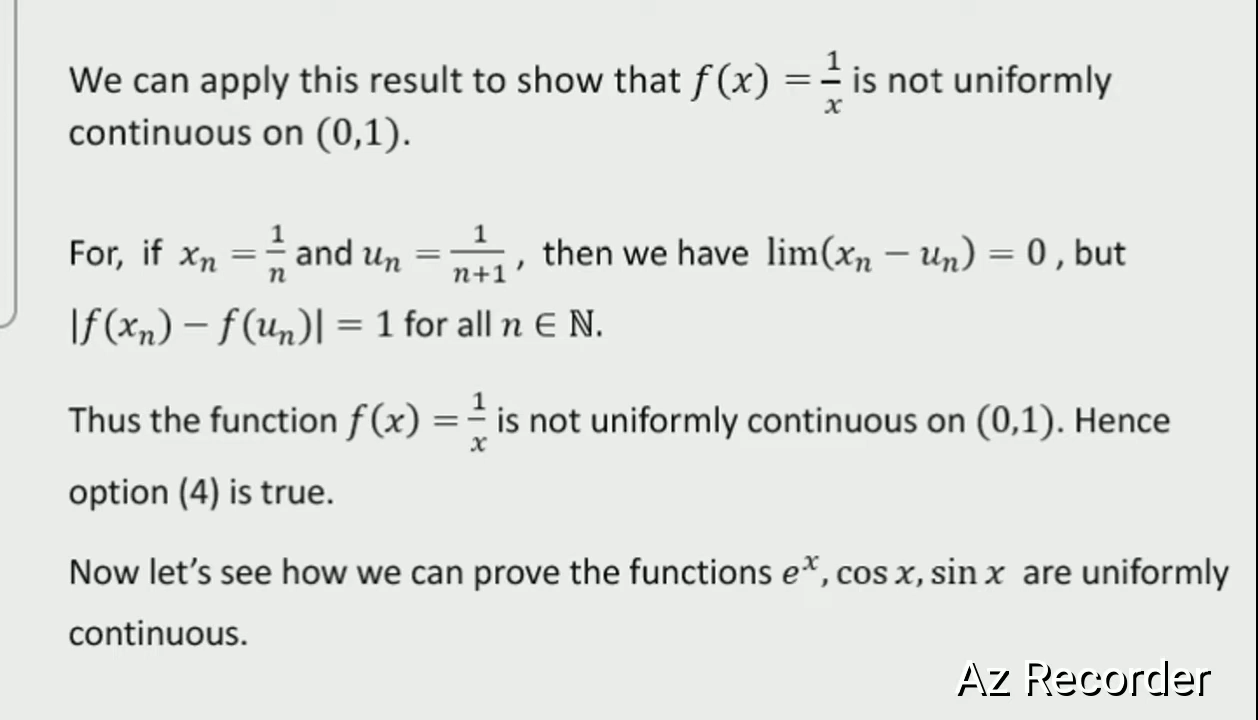 We can apply this result to show that f(x) = 1/x is not uniformly
continuous on (0,1).
For, if xₙ = 1/n and uₙ = 1/(n+1) , then we have lim(xₙ − uₙ) = 0 , but
|f(xₙ) − f(uₙ)| = 1 for all n ∈ ℕ.
Thus the function f(x) = 1/x is not uniformly continuous on (0,1). Hence
option (4) is true.
Now let’s see how we can prove the functions eˣ, cos x, sin x are uniformly
continuous.
Az Recorder